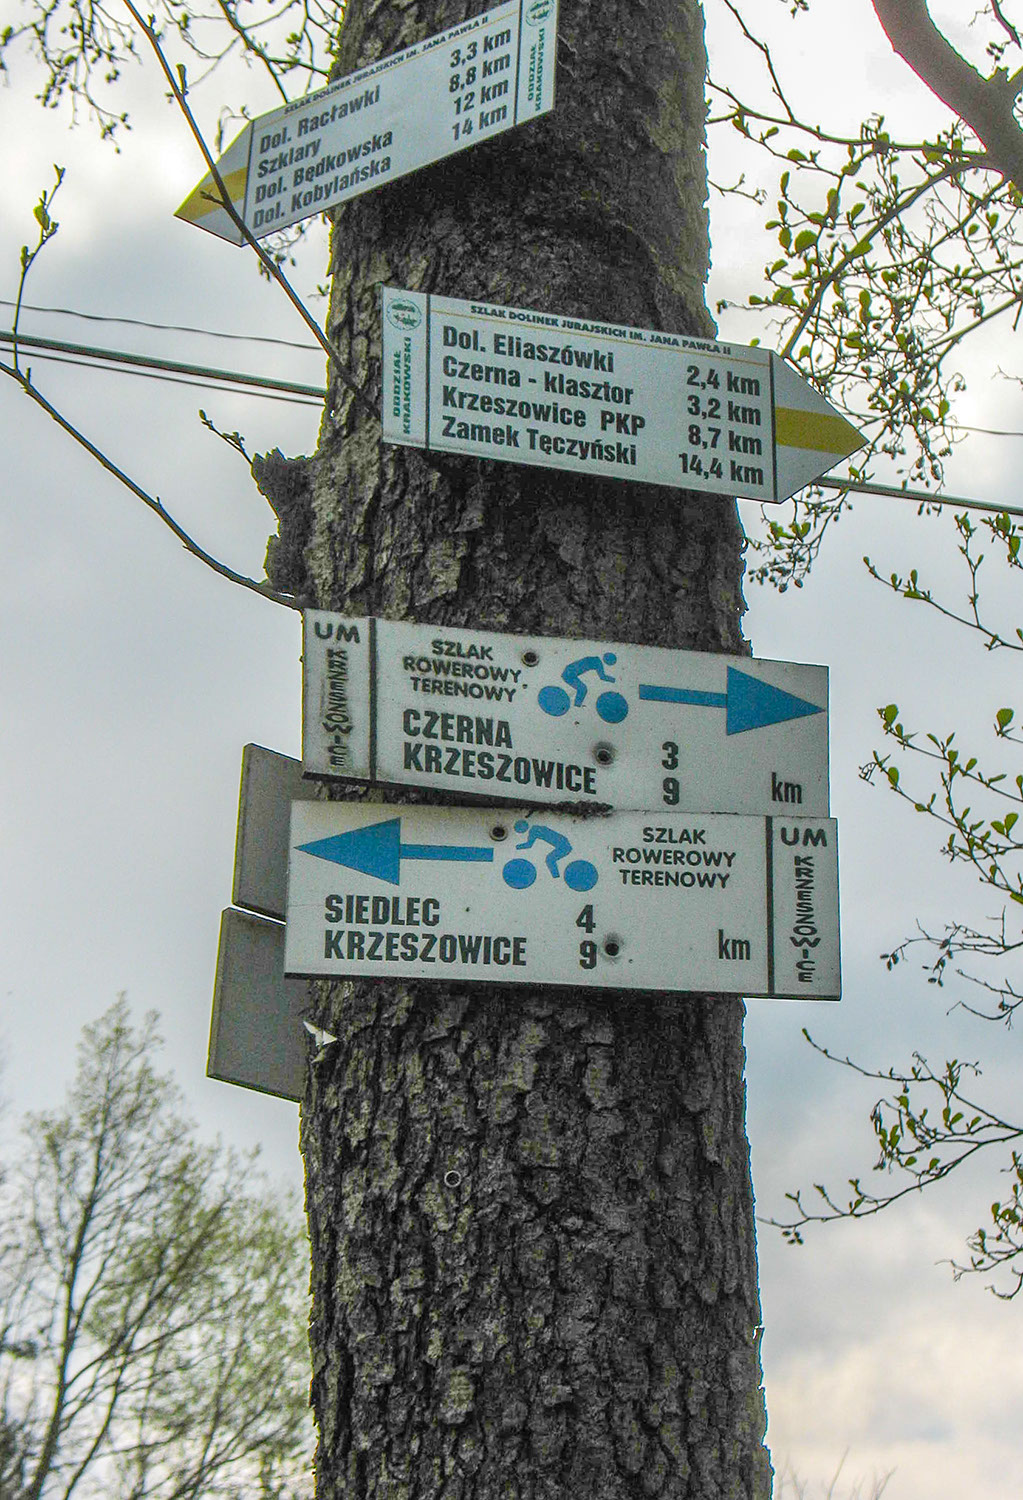 SZLAK DOLINEK JURAJSKICH IM. JANA PAWŁA II
Dol. Racławki 3,3 km
Szklary 8,8 km
Dol. Będkowska 12 km
Dol. Kobylańska 14 km
ODDZIAŁ
KRAKOWSKI
SZLAK DOLINEK JURAJSKICH IM. JANA PAWŁA II
Dol. Eliaszówki 2,4 km
Czerna - klasztor 3,2 km
Krzeszowice PKP 8,7 km
Zamek Tęczyński 14,4 km
ODDZIAŁ
KRAKOWSKI
UM
KRZESZOWICE
SZLAK
ROWEROWY
TERENOWY
CZERNA 3
KRZESZOWICE 9 km
SZLAK
ROWEROWY
TERENOWY
SIEDLEC 4
KRZESZOWICE 9 km
UM
KRZESZOWICE